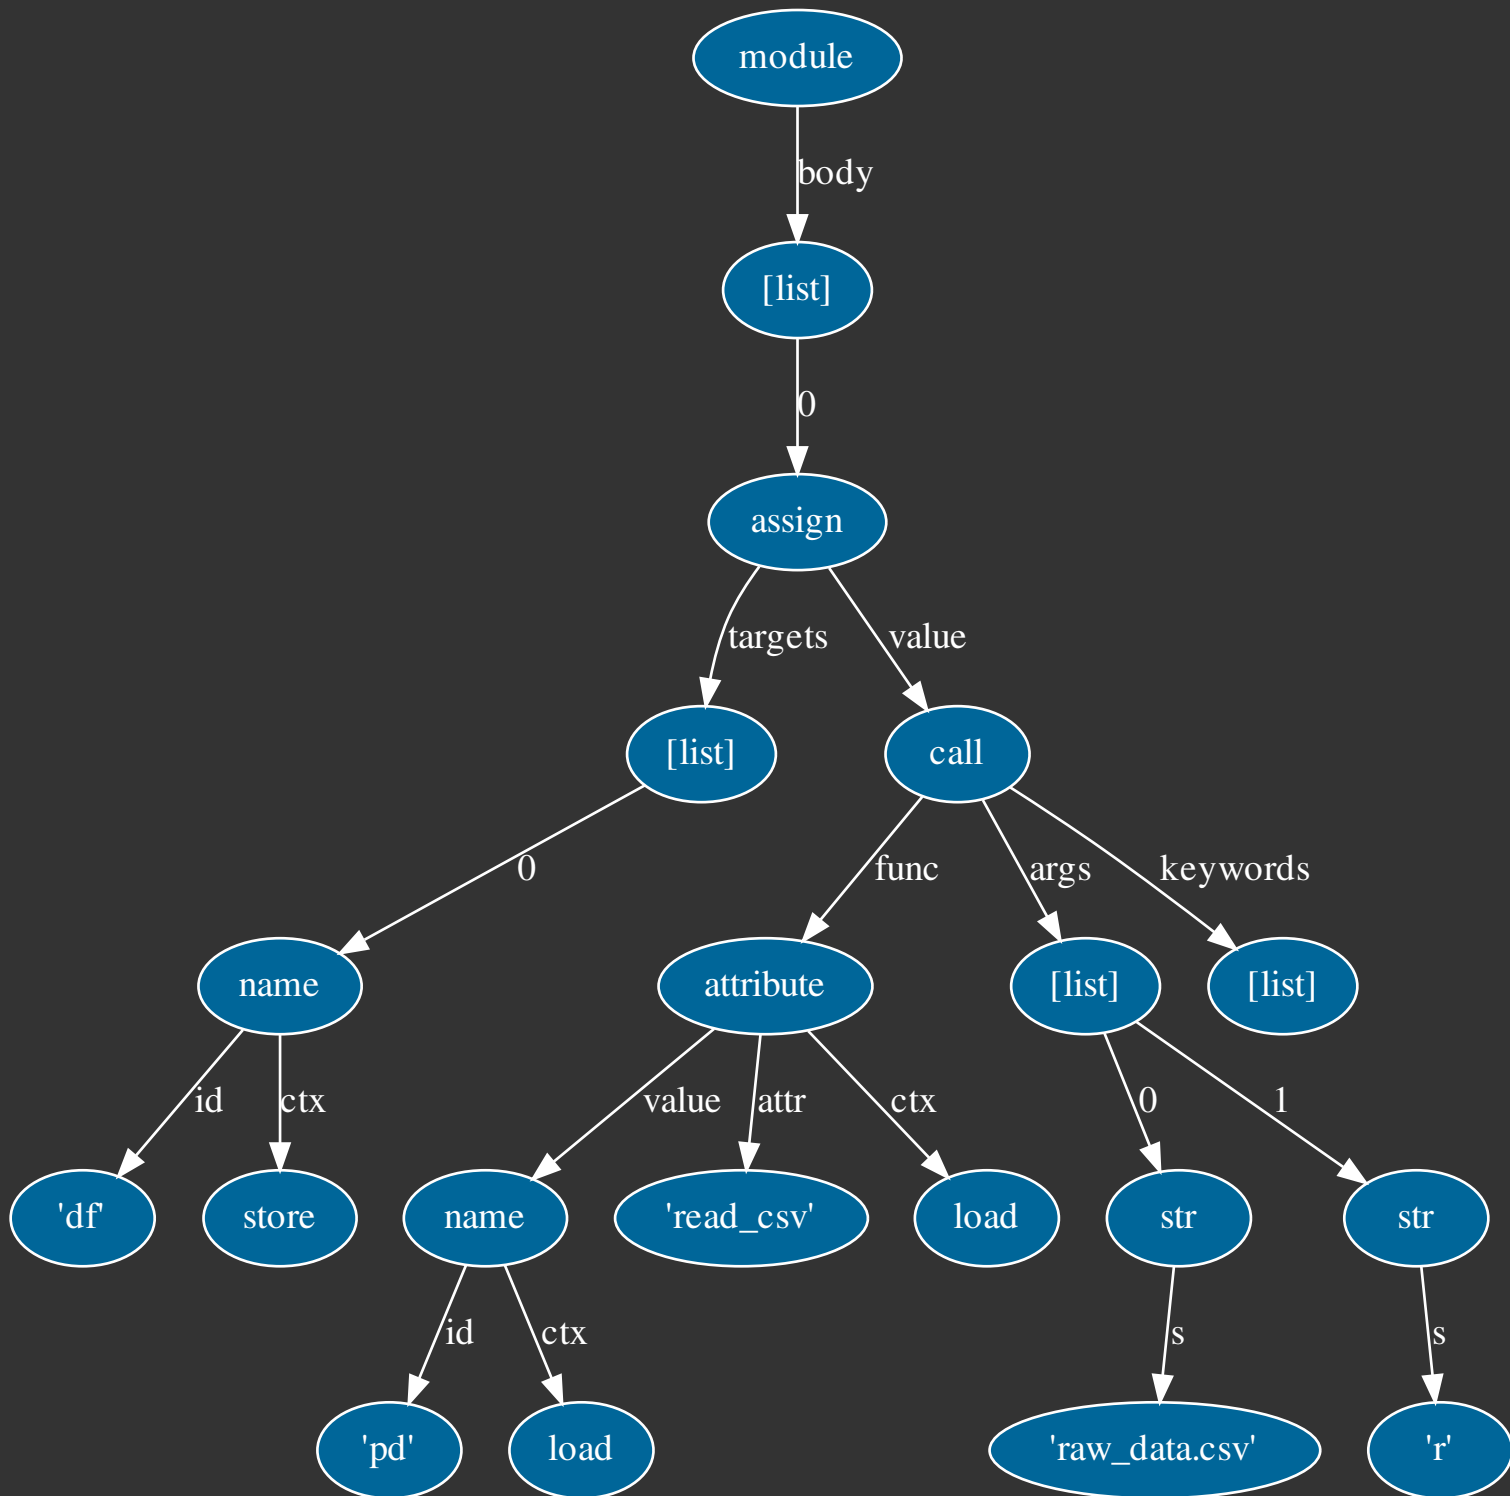 module
body
[list]
0
assign
targets
value
[list]
call
0
func
args
keywords
name
attribute
[list]
[list]
id
ctx
value
attr
ctx
0
1
'df'
store
name
'read_csv'
load
str
str
id
ctx
s
s
'pd'
load
'raw_data.csv'
'r'